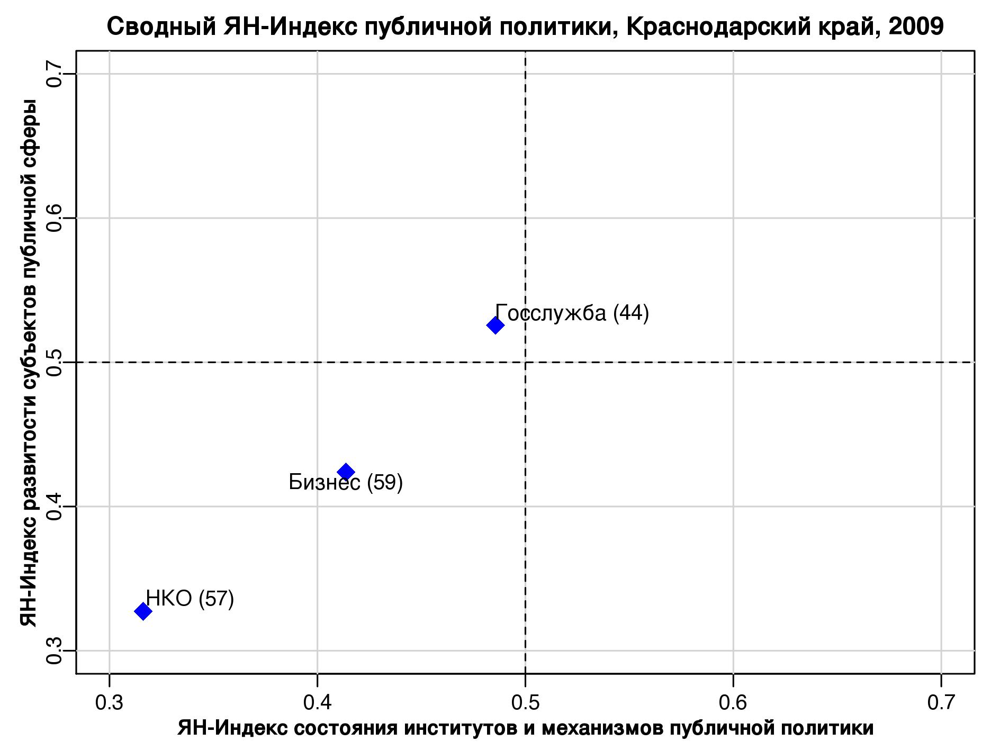 Сводный ЯН-Индекс публичной политики, Краснодарский край, 2009
ЯН-Индекс развитости субъектов публичной сферы
0.7
0.6
0.5
0.4
0.3
Госслужба (44)
Бизнес (59)
НКО (57)
0.3
0.4
0.5
0.6
0.7
ЯН-Индекс состояния институтов и механизмов публичной политики